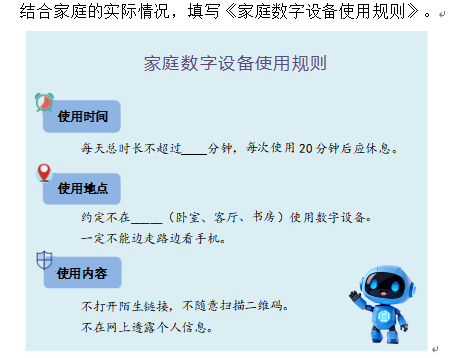 结合家庭的实际情况，填写《家庭数字设备使用规则》。
家庭数字设备使用规则
使用时间
每天总时长不超过____分钟，每次使用20分钟后应休息。
使用地点
约定不在_____（卧室、客厅、书房）使用数字设备。
一定不能边走路边看手机。
使用内容
不打开陌生链接，不随意扫描二维码。
不在网上透露个人信息。